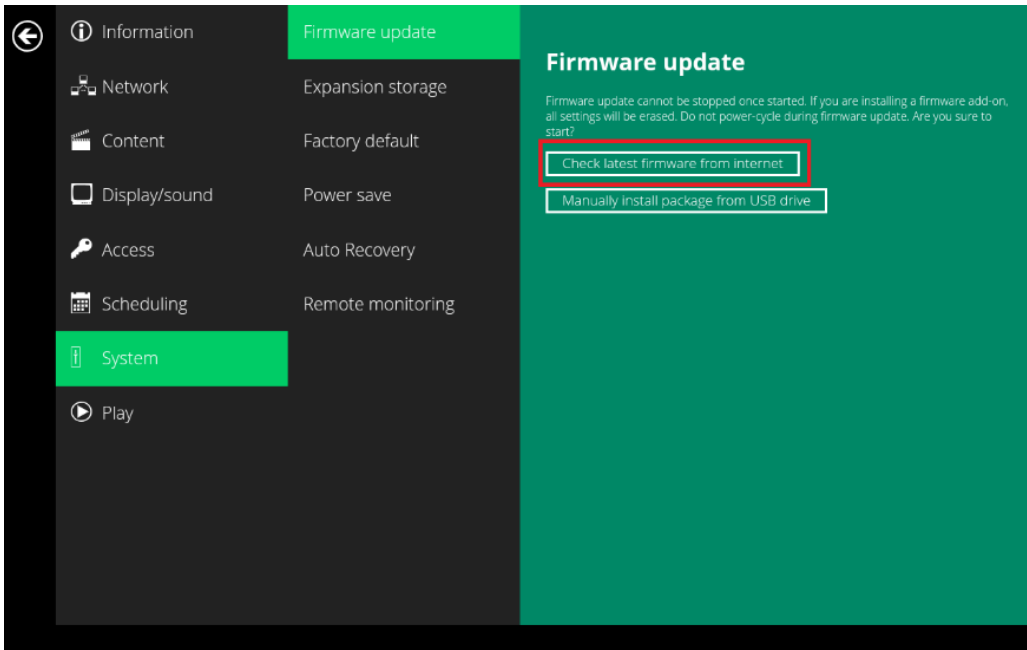 Information
Network
Content
Display/sound
Access
Scheduling
System
Play
Firmware update
Expansion storage
Factory default
Power save
Auto Recovery
Remote monitoring
Firmware update
Firmware update cannot be stopped once started. If you are installing a firmware add-on,
all settings will be erased. Do not power-cycle during firmware update. Are you sure to
start?
Check latest firmware from internet
Manually install package from USB drive